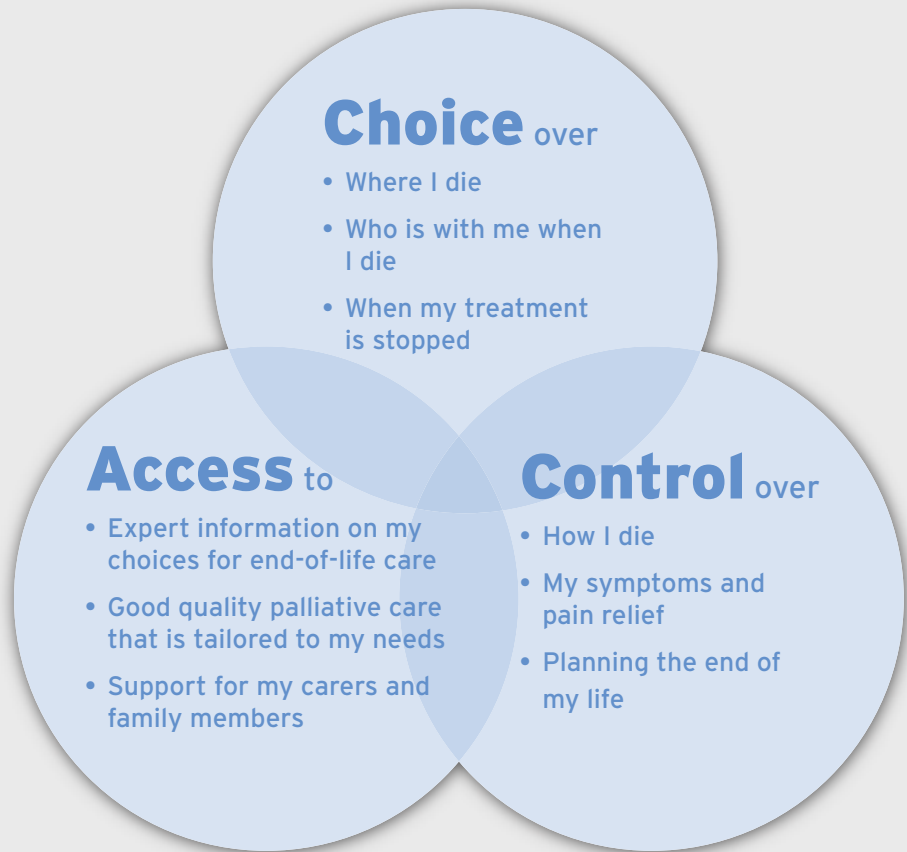 Choice over
• Where I die
• Who is with me when
I die
• When my treatment
is stopped
Access to
• Expert information on my
choices for end-of-life care
• Good quality palliative care
that is tailored to my needs
• Support for my carers and
family members
Control over
• How I die
• My symptoms and
pain relief
• Planning the end of
my life